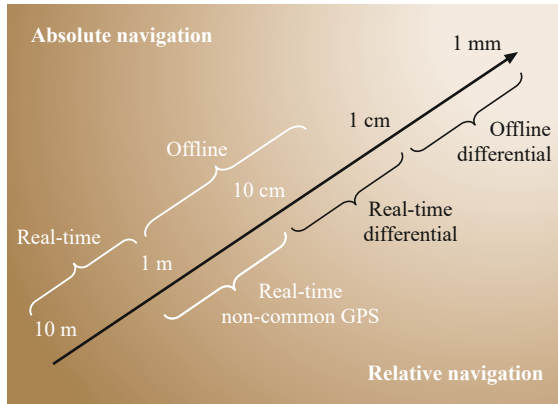 Absolute navigation
1 mm
1 cm
Offline
Offline
differential
10 cm
Real-time
Real-time
differential
1 m
Real-time
non-common GPS
10 m
Relative navigation